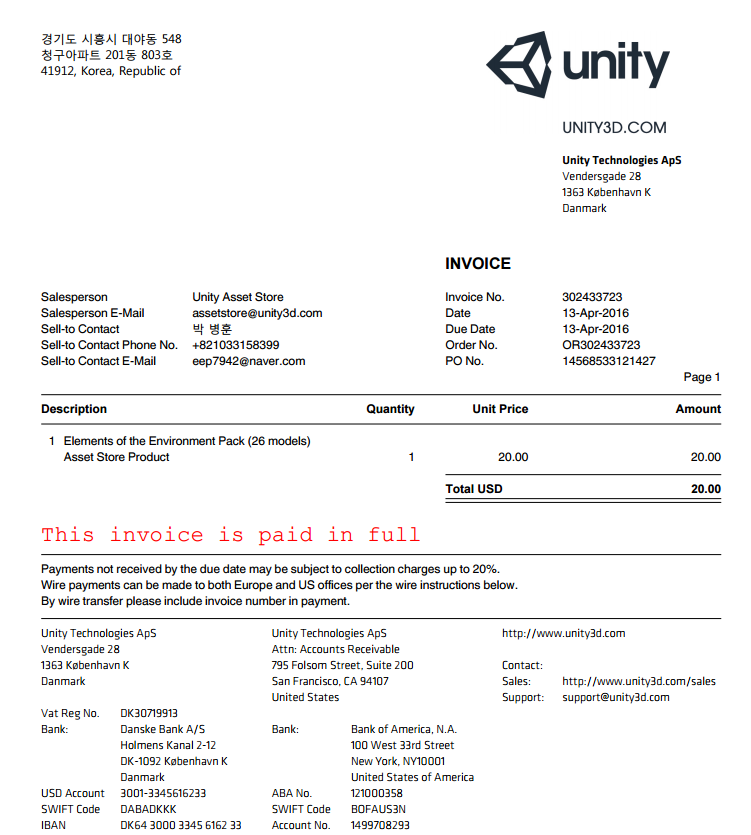 경기도 시흥시 대야동 548
청구아파트 201동 803호
41912, Korea, Republic of
unity
UNITY3D.COM
Unity Technologies ApS
Vendersgade 28
1363 København K
Danmark
INVOICE
Salesperson Unity Asset Store
Salesperson E-Mail assetstore@unity3d.com
Sell-to Contact 박 병훈
Sell-to Contact Phone No. +821033158399
Sell-to Contact E-Mail eep7942@naver.com
Invoice No. 302433723
Date 13-Apr-2016
Due Date 13-Apr-2016
Order No. OR302433723
PO No. 14568533121427
Page 1
Description Quantity Unit Price Amount
1 Elements of the Environment Pack (26 models)
Asset Store Product 1 20.00 20.00
Total USD 20.00
This invoice is paid in full
Payments not received by the due date may be subject to collection charges up to 20%.
Wire payments can be made to both Europe and US offices per the wire instructions below.
By wire transfer please include invoice number in payment.
Unity Technologies ApS
Vendersgade 28
1363 København K
Danmark
Vat Reg No. DK30719913
Bank: Danske Bank A/S
Holmens Kanal 2-12
DK-1092 København K
Danmark
USD Account 3001-3345616233
SWIFT Code DABADKKK
IBAN DK64 3000 3345 6162 33
Unity Technologies ApS
Attn: Accounts Receivable
795 Folsom Street, Suite 200
San Francisco, CA 94107
United States
Bank: Bank of America, N.A.
100 West 33rd Street
New York, NY10001
United States of America
ABA No. 121000358
SWIFT Code BOFAUS3N
Account No. 1499708293
http://www.unity3d.com
Contact:
Sales: http://www.unity3d.com/sales
Support: support@unity3d.com